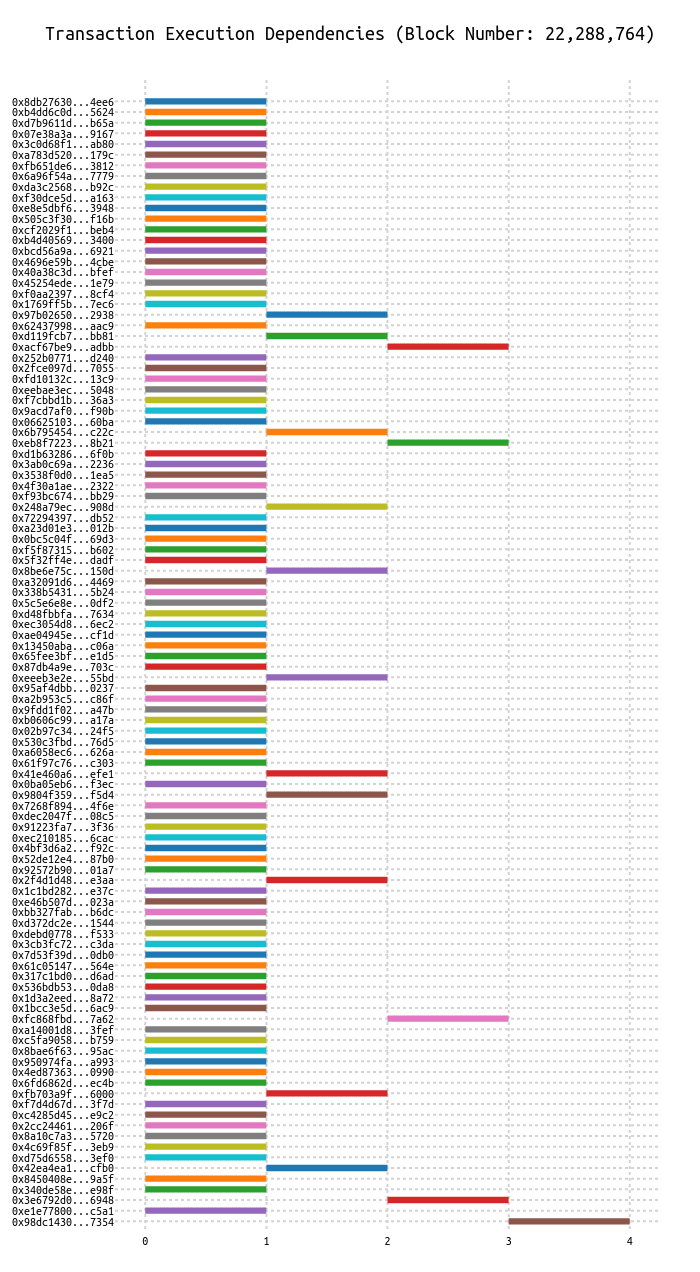 Transaction Execution Dependencies (Block Number: 22,288,764)
0x8db27630...4ee6
0xb4dd6c0d...5624
0xd7b9611d...b65a
0x07e38a3a...9167
0x3c0d68f1...ab80
0xa783d520...179c
0xfb651de6...3812
0x6a96f54a...7779
0xda3c2568...b92c
0xf30dce5d...a163
0xe8e5dbf6...3948
0x505c3f30...f16b
0xcf2029f1...beb4
0xb4d40569...3400
0xbcd56a9a...6921
0x4696e59b...4cbe
0x40a38c3d...bfef
0x45254ede...1e79
0xf0aa2397...8cf4
0x1769ff5b...7ec6
0x97b02650...2938
0x62437998...aac9
0xd119fcb7...bb81
0xacf67be9...adbb
0x252b0771...d240
0x2fce097d...7055
0xfd10132c...13c9
0xeebae3ec...5048
0xf7cbbd1b...36a3
0x9acd7af0...f90b
0x06625103...60ba
0x6b795454...c22c
0xeb8f7223...8b21
0xd1b63286...6f0b
0x3ab0c69a...2236
0x3538f0d0...1ea5
0x4f30a1ae...2322
0xf93bc674...bb29
0x248a79ec...908d
0x72294397...db52
0xa23d01e3...012b
0x0bc5c04f...69d3
0xf5f87315...b602
0x5f32ff4e...dadf
0x8be6e75c...150d
0xa32091d6...4469
0x338b5431...5b24
0x5c5e6e8e...0df2
0xd48fbbfa...7634
0xec3054d8...6ec2
0xae04945e...cf1d
0x13450aba...c06a
0x65fee3bf...e1d5
0x87db4a9e...703c
0xeeeb3e2e...55bd
0x95af4dbb...0237
0xa2b953c5...c86f
0x9fdd1f02...a47b
0xb0606c99...a17a
0x02b97c34...24f5
0x530c3fbd...76d5
0xa6058ec6...626a
0x61f97c76...c303
0x41e460a6...efe1
0x0ba05eb6...f3ec
0x9804f359...f5d4
0x7268f894...4f6e
0xdec2047f...08c5
0x91223fa7...3f36
0xec210185...6cac
0x4bf3d6a2...f92c
0x52de12e4...87b0
0x92572b90...01a7
0x2f4d1d48...e3aa
0x1c1bd282...e37c
0xe46b507d...023a
0xbb327fab...b6dc
0xd372dc2e...1544
0xdebd0778...f533
0x3cb3fc72...c3da
0x7d53f39d...0db0
0x61c05147...564e
0x317c1bd0...d6ad
0x536bdb53...0da8
0x1d3a2eed...8a72
0x1bcc3e5d...6ac9
0xfc868fbd...7a62
0xa14001d8...3fef
0xc5fa9058...b759
0x8bae6f63...95ac
0x950974fa...a993
0x4ed87363...0990
0x6fd6862d...ec4b
0xfb703a9f...6000
0xf7d4d67d...3f7d
0xc4285d45...e9c2
0x2cc24461...206f
0x8a10c7a3...5720
0x4c69f85f...3eb9
0xd75d6558...3ef0
0x42ea4ea1...cfb0
0x8450408e...9a5f
0x340de58e...e98f
0x3e6792d0...6948
0xe1e77800...c5a1
0x98dc1430...7354
0 1 2 3 4